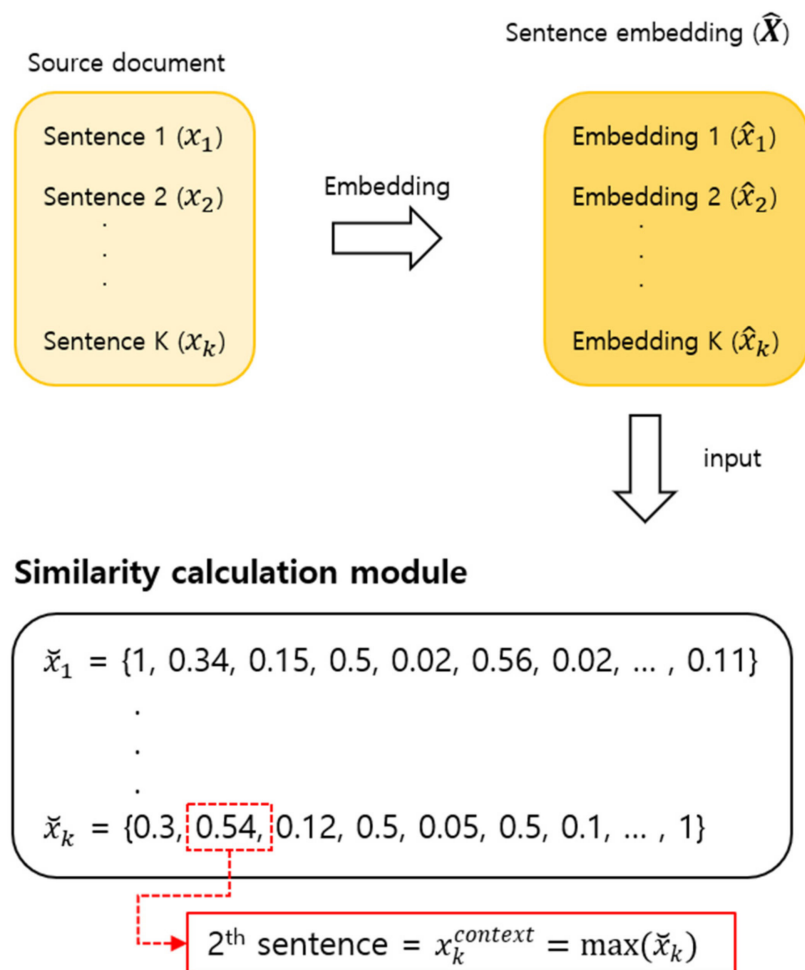 Source document
Sentence 1 (x₁)
Sentence 2 (x₂)
.
.
.
Sentence K (xₖ)
Embedding
Sentence embedding (X̂)
Embedding 1 (x̂₁)
Embedding 2 (x̂₂)
.
.
.
Embedding K (x̂ₖ)
input
Similarity calculation module
x̆₁ = {1, 0.34, 0.15, 0.5, 0.02, 0.56, 0.02, ... , 0.11}
.
.
.
x̆ₖ = {0.3, 0.54, 0.12, 0.5, 0.05, 0.5, 0.1, ... , 1}
2ᵗʰ sentence = xₖᶜᵒⁿᵗᵉˣᵗ = max(x̆ₖ)